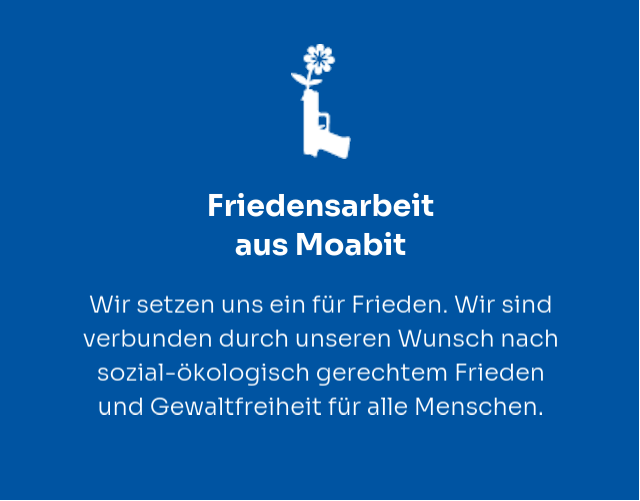 Friedensarbeit
aus Moabit
Wir setzen uns ein für Frieden. Wir sind
verbunden durch unseren Wunsch nach
sozial-ökologisch gerechtem Frieden
und Gewaltfreiheit für alle Menschen.